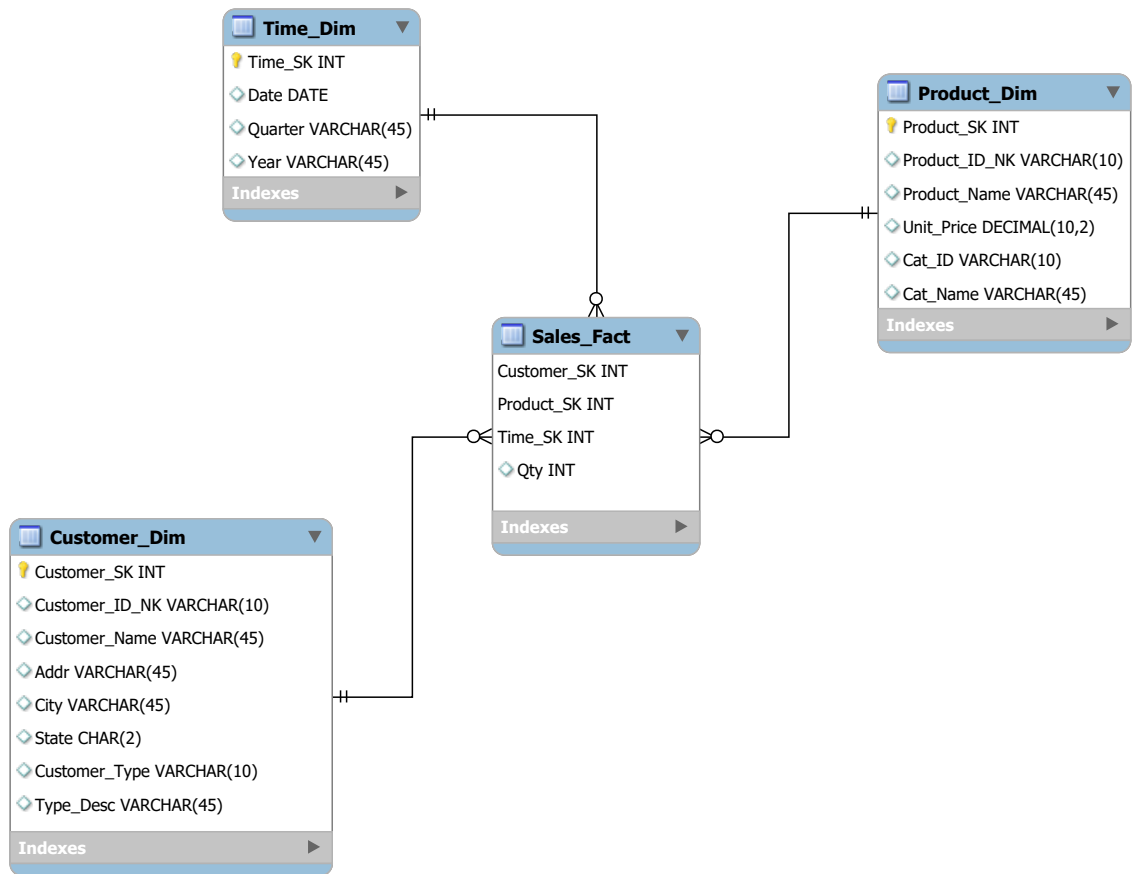 Time_Dim
Time_SK INT
Date DATE
Quarter VARCHAR(45)
Year VARCHAR(45)
Indexes
Product_Dim
Product_SK INT
Product_ID_NK VARCHAR(10)
Product_Name VARCHAR(45)
Unit_Price DECIMAL(10,2)
Cat_ID VARCHAR(10)
Cat_Name VARCHAR(45)
Indexes
Sales_Fact
Customer_SK INT
Product_SK INT
Time_SK INT
Qty INT
Indexes
Customer_Dim
Customer_SK INT
Customer_ID_NK VARCHAR(10)
Customer_Name VARCHAR(45)
Addr VARCHAR(45)
City VARCHAR(45)
State CHAR(2)
Customer_Type VARCHAR(10)
Type_Desc VARCHAR(45)
Indexes